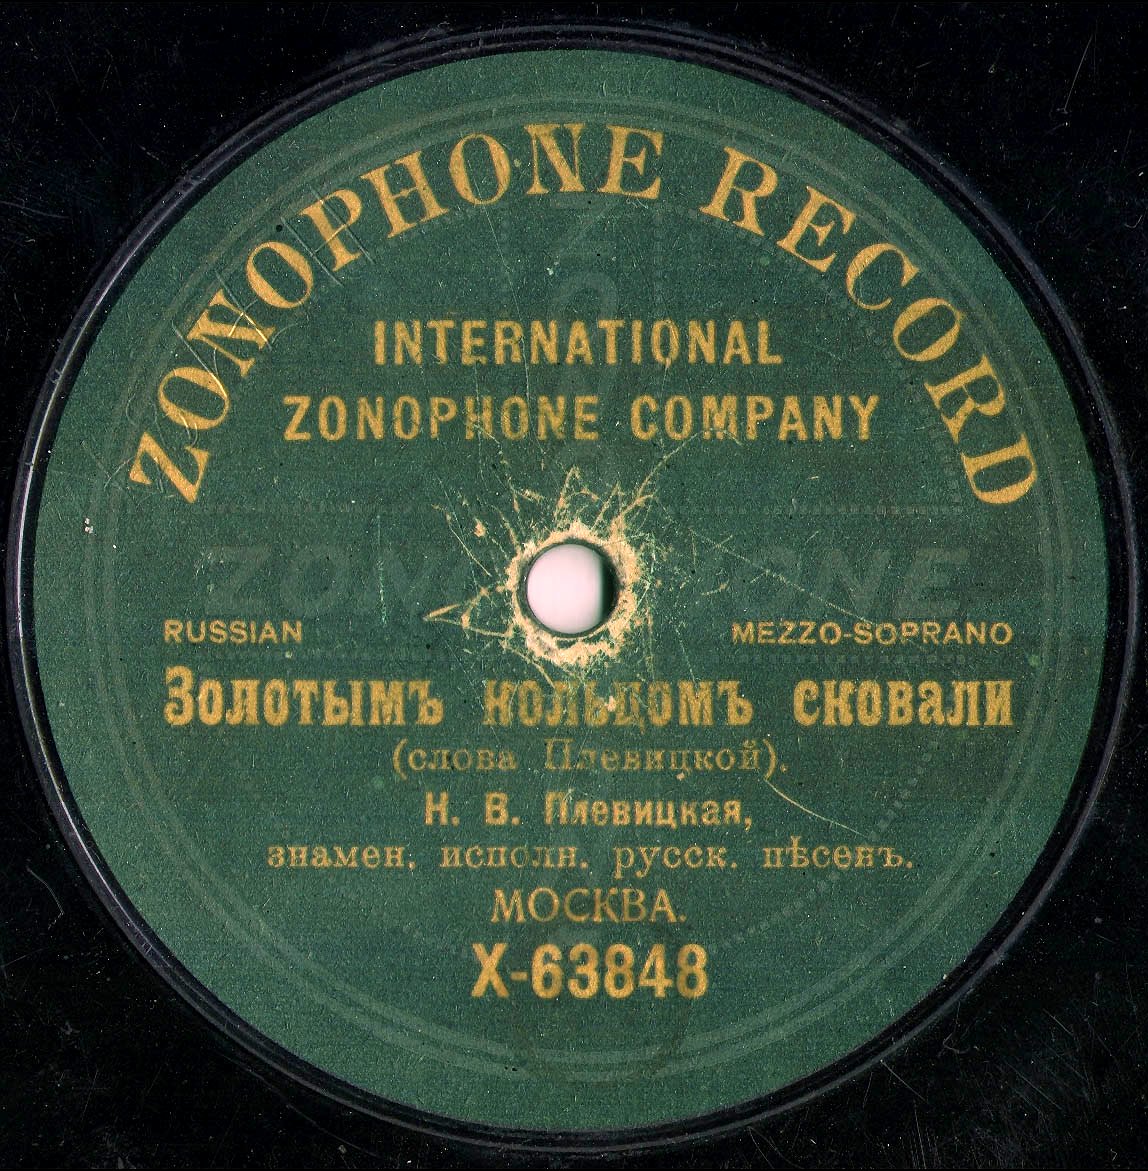 ZONOPHONE RECORD
INTERNATIONAL
ZONOPHONE COMPANY
ZONOPHONE
RUSSIAN MEZZO-SOPRANO
Золотымъ кольцомъ сковали
(слова Плевицкой).
Н. В. Плевицкая,
знамен. исполн. русск. пѣсенъ.
МОСКВА.
X-63848